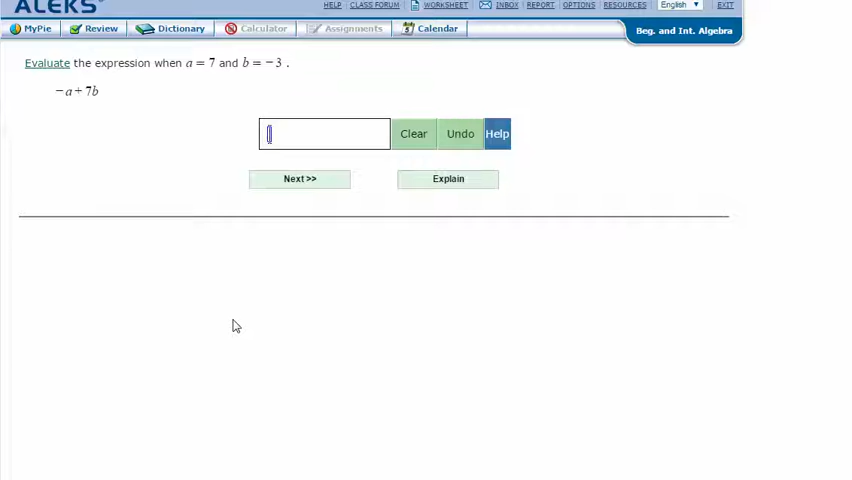 ALEKS®
HELP CLASS FORUM WORKSHEET INBOX REPORT OPTIONS RESOURCES English ▼ EXIT
MyPie Review Dictionary Calculator Assignments Calendar Beg. and Int. Algebra
Evaluate the expression when a = 7 and b = −3 .
−a + 7b
Clear Undo Help
Next >> Explain